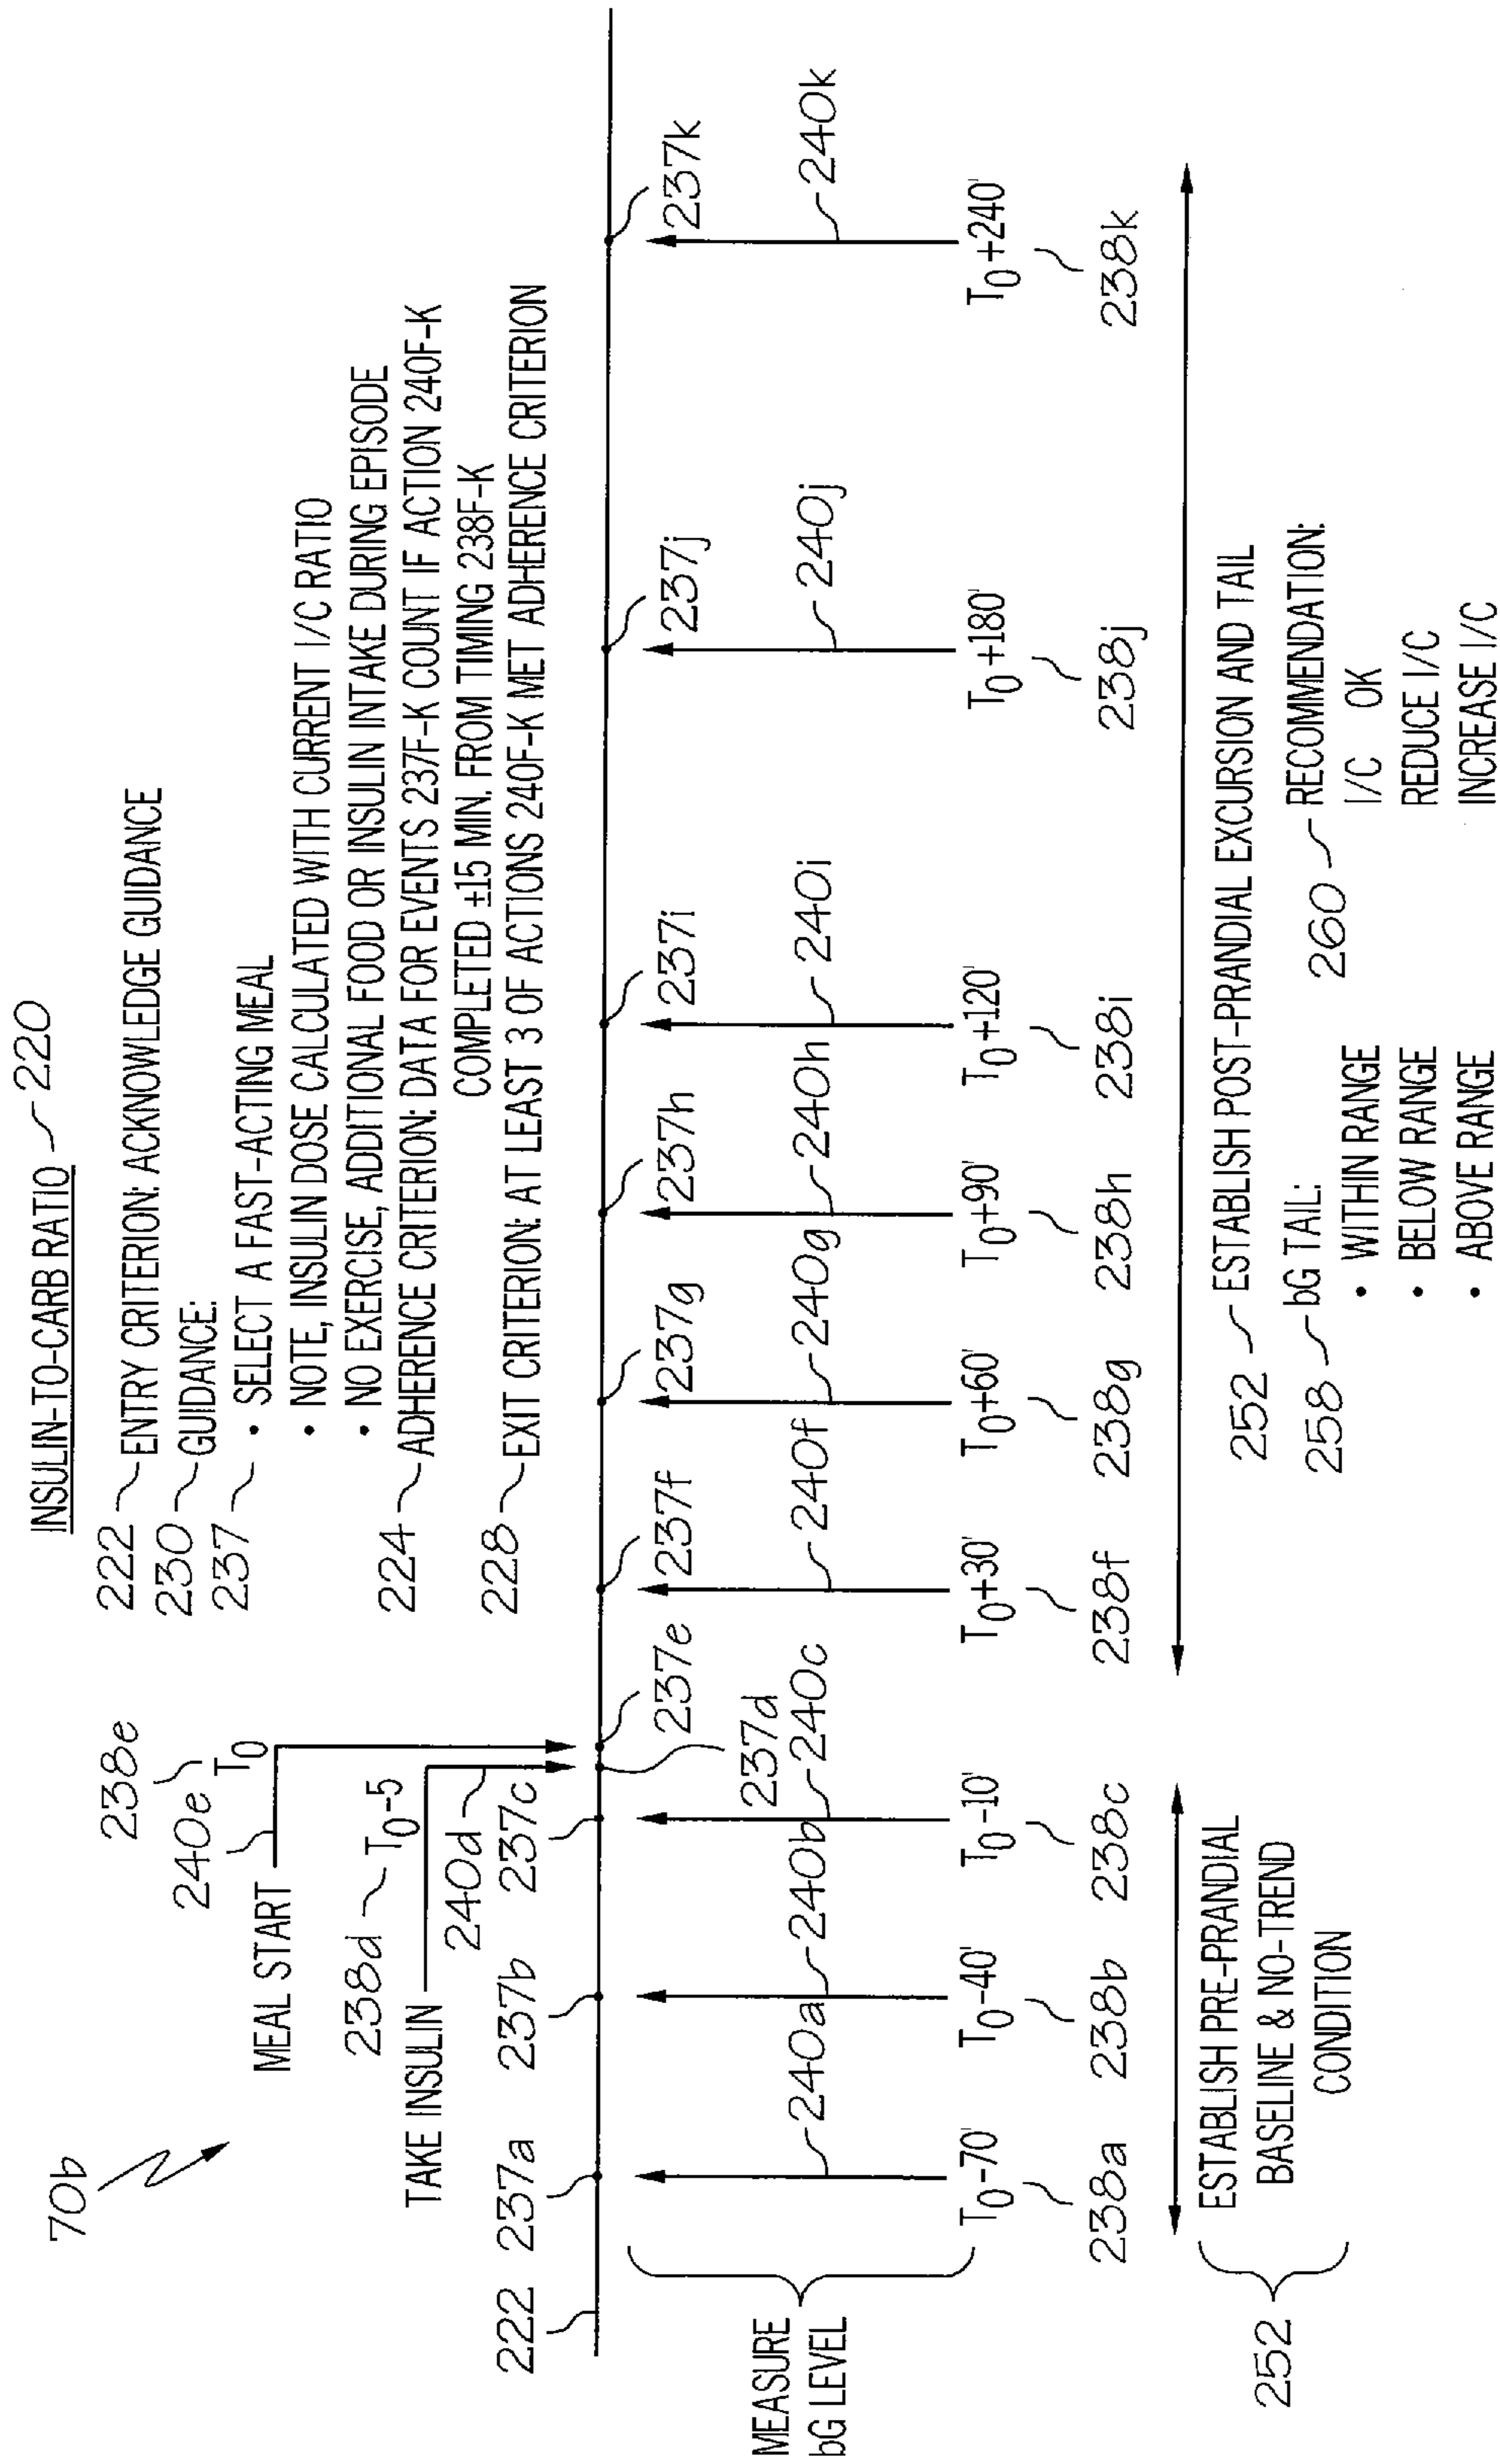 INSULIN-TO-CARB RATIO 220
70b
222 ENTRY CRITERION: ACKNOWLEDGE GUIDANCE
230 GUIDANCE:
237 • SELECT A FAST-ACTING MEAL
• NOTE, INSULIN DOSE CALCULATED WITH CURRENT I/C RATIO
• NO EXERCISE, ADDITIONAL FOOD OR INSULIN INTAKE DURING EPISODE
224 ADHERENCE CRITERION: DATA FOR EVENTS 237F-K COUNT IF ACTION 240F-K
COMPLETED ±15 MIN. FROM TIMING 238F-K
228 EXIT CRITERION: AT LEAST 3 OF ACTIONS 240F-K MET ADHERENCE CRITERION
238e
240e T0
MEAL START
238d T0-5
TAKE INSULIN
240d
222 237a 237b 237c
237d 237e 237f 237g 237h 237i 237j 237k
MEASURE
bG LEVEL
240a 240b 240c 240f 240g 240h 240i 240j 240k
T0-70' T0-40' T0-10' T0+30' T0+60' T0+90' T0+120' T0+180' T0+240'
238a 238b 238c 238f 238g 238h 238i 238j 238k
252
ESTABLISH PRE-PRANDIAL
BASELINE & NO-TREND
CONDITION
252 ESTABLISH POST-PRANDIAL EXCURSION AND TAIL
258 bG TAIL: 260 RECOMMENDATION:
• WITHIN RANGE I/C OK
• BELOW RANGE REDUCE I/C
• ABOVE RANGE INCREASE I/C